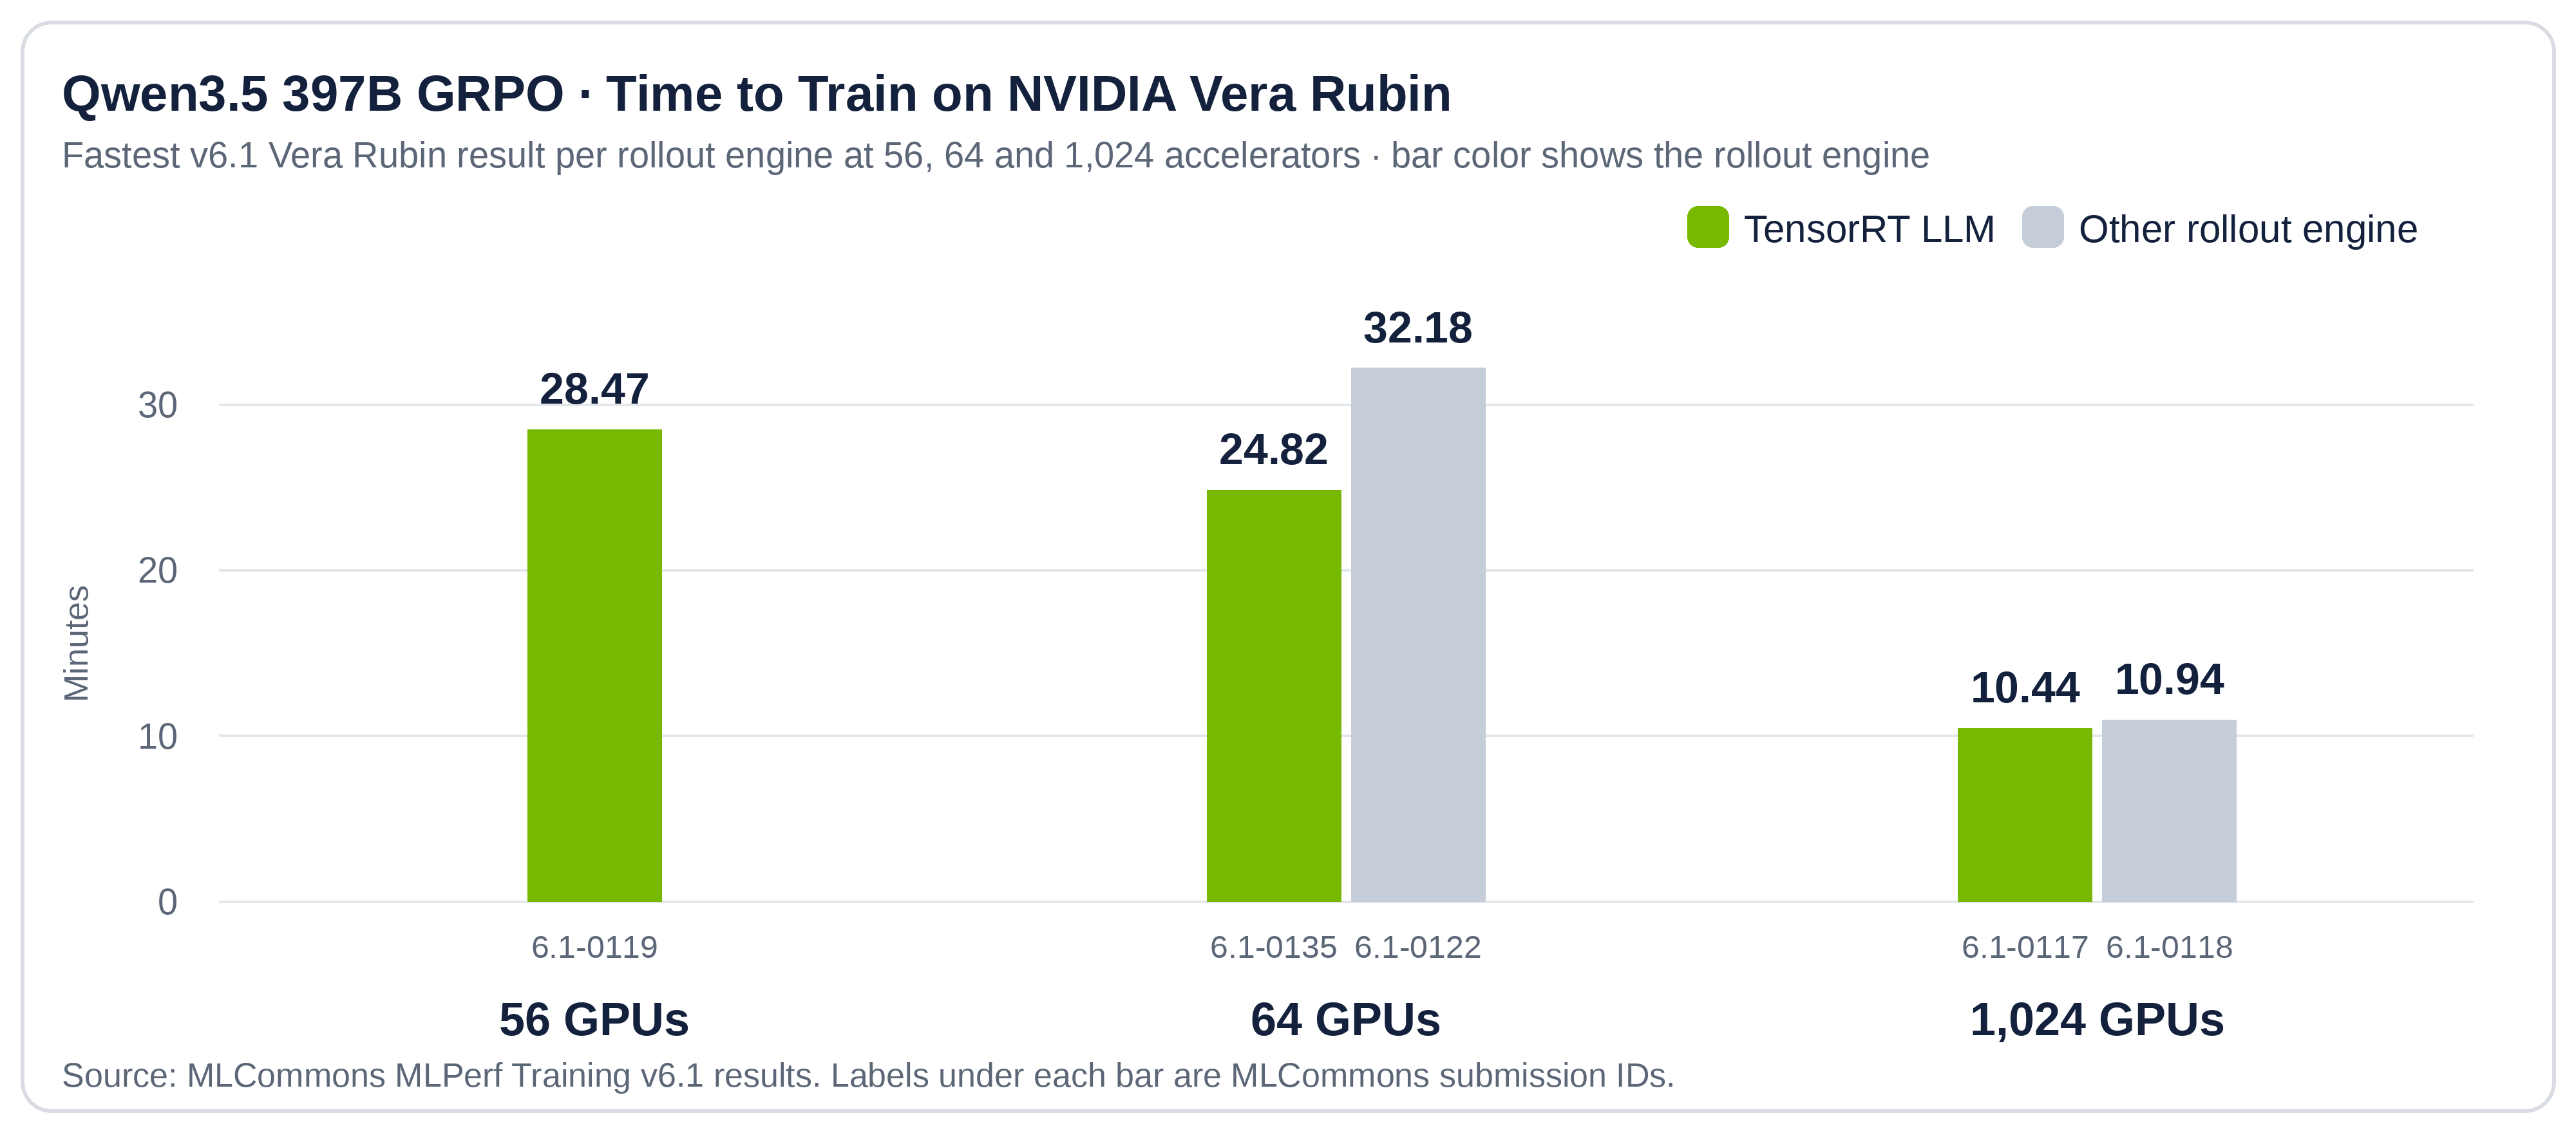 Qwen3.5 397B GRPO · Time to Train on NVIDIA Vera Rubin
Fastest v6.1 Vera Rubin result per rollout engine at 56, 64 and 1,024 accelerators · bar color shows the rollout engine
TensorRT LLM Other rollout engine
Minutes
30
20
10
0
28.47
24.82
32.18
10.44
10.94
6.1-0119 6.1-0135 6.1-0122 6.1-0117 6.1-0118
56 GPUs 64 GPUs 1,024 GPUs
Source: MLCommons MLPerf Training v6.1 results. Labels under each bar are MLCommons submission IDs.